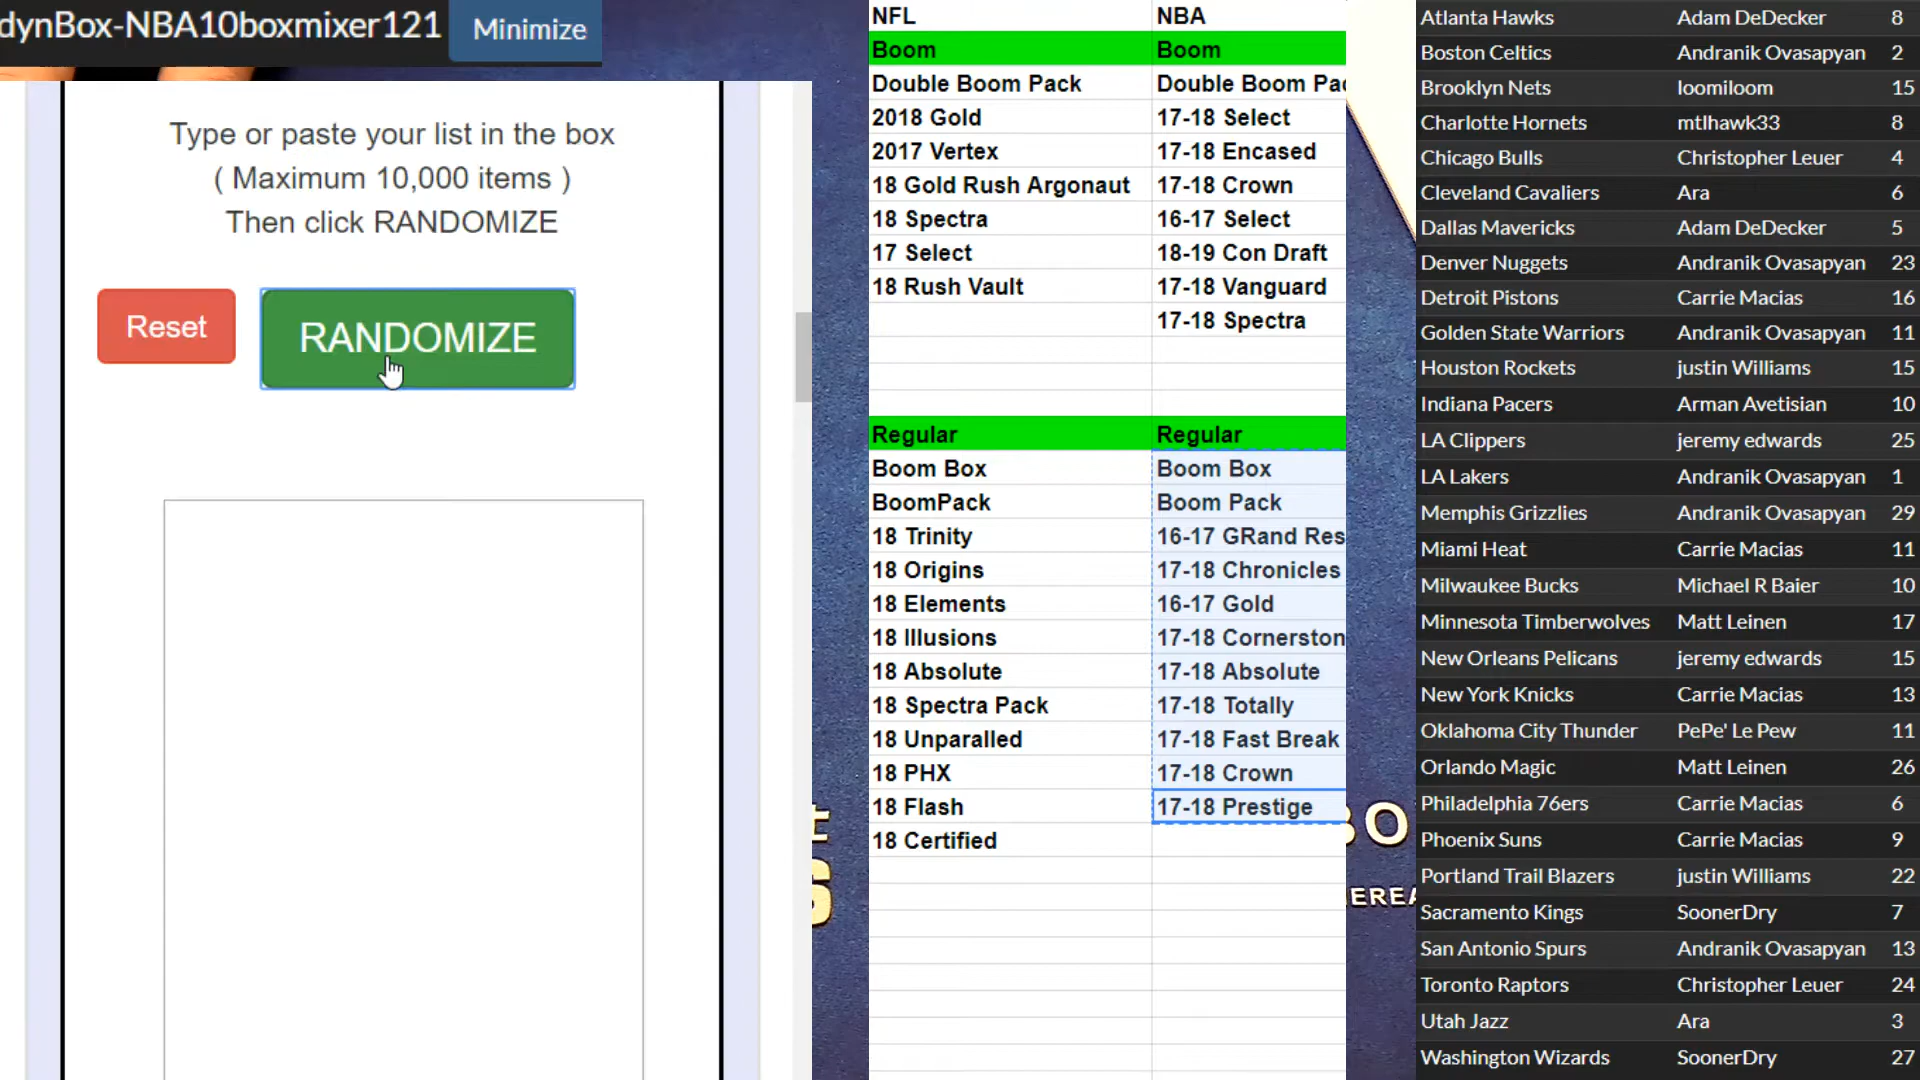 dynBox-NBA10boxmixer121
Minimize
Type or paste your list in the box
( Maximum 10,000 items )
Then click RANDOMIZE
Reset
RANDOMIZE
NFL NBA
Boom Boom
Double Boom Pack Double Boom Pac
2018 Gold 17-18 Select
2017 Vertex 17-18 Encased
18 Gold Rush Argonaut 17-18 Crown
18 Spectra 16-17 Select
17 Select 18-19 Con Draft
18 Rush Vault 17-18 Vanguard
17-18 Spectra
Regular Regular
Boom Box Boom Box
BoomPack Boom Pack
18 Trinity 16-17 GRand Res
18 Origins 17-18 Chronicles
18 Elements 16-17 Gold
18 Illusions 17-18 Cornerston
18 Absolute 17-18 Absolute
18 Spectra Pack 17-18 Totally
18 Unparalled 17-18 Fast Break
18 PHX 17-18 Crown
18 Flash 17-18 Prestige
18 Certified
BO
EREA
Atlanta Hawks Adam DeDecker 8
Boston Celtics Andranik Ovasapyan 2
Brooklyn Nets loomiloom 15
Charlotte Hornets mtlhawk33 8
Chicago Bulls Christopher Leuer 4
Cleveland Cavaliers Ara 6
Dallas Mavericks Adam DeDecker 5
Denver Nuggets Andranik Ovasapyan 23
Detroit Pistons Carrie Macias 16
Golden State Warriors Andranik Ovasapyan 11
Houston Rockets justin Williams 15
Indiana Pacers Arman Avetisian 10
LA Clippers jeremy edwards 25
LA Lakers Andranik Ovasapyan 1
Memphis Grizzlies Andranik Ovasapyan 29
Miami Heat Carrie Macias 11
Milwaukee Bucks Michael R Baier 10
Minnesota Timberwolves Matt Leinen 17
New Orleans Pelicans jeremy edwards 15
New York Knicks Carrie Macias 13
Oklahoma City Thunder PePe' Le Pew 11
Orlando Magic Matt Leinen 26
Philadelphia 76ers Carrie Macias 6
Phoenix Suns Carrie Macias 9
Portland Trail Blazers justin Williams 22
Sacramento Kings SoonerDry 7
San Antonio Spurs Andranik Ovasapyan 13
Toronto Raptors Christopher Leuer 24
Utah Jazz Ara 3
Washington Wizards SoonerDry 27